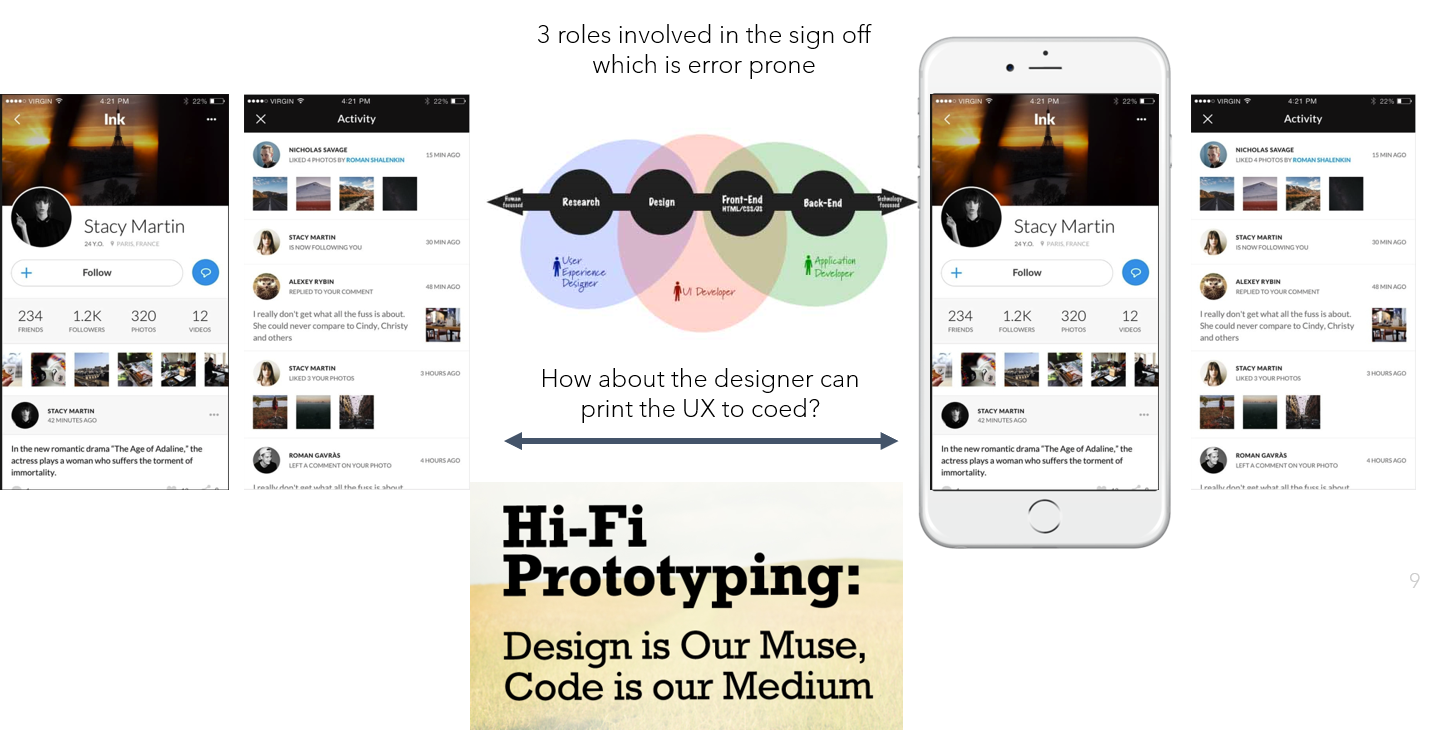 3 roles involved in the sign off
which is error prone
VIRGIN 4:21 PM 22%
Ink
Stacy Martin
24 Y.O. PARIS, FRANCE
+ Follow
234 1.2K 320 12
FRIENDS FOLLOWERS PHOTOS VIDEOS
STACY MARTIN
42 MINUTES AGO
In the new romantic drama "The Age of Adaline," the
actress plays a woman who suffers the torment of
immortality.
VIRGIN 4:21 PM 22%
Activity
NICHOLAS SAVAGE
LIKED 4 PHOTOS BY ROMAN SHALENKIN 15 MIN AGO
STACY MARTIN
IS NOW FOLLOWING YOU 30 MIN AGO
ALEXEY RYBIN
REPLIED TO YOUR COMMENT 48 MIN AGO
I really don't get what all the fuss is about.
She could never compare to Cindy, Christy
and others
STACY MARTIN
LIKED 3 YOUR PHOTOS 3 HOURS AGO
ROMAN GAVRÀS
LEFT A COMMENT ON YOUR PHOTO 4 HOURS AGO
I really don't get what all the fuss is about.
Human
focussed
Research
Design
Front-End
HTML/CSS/JS
Back-End
Technology
focussed
User
Experience
Designer
UI Developer
Application
Developer
How about the designer can
print the UX to coed?
Hi-Fi
Prototyping:
Design is Our Muse,
Code is our Medium
VIRGIN 4:21 PM 22%
Ink
Stacy Martin
24 Y.O. PARIS, FRANCE
+ Follow
234 1.2K 320 12
FRIENDS FOLLOWERS PHOTOS VIDEOS
STACY MARTIN
42 MINUTES AGO
In the new romantic drama "The Age of Adaline," the
actress plays a woman who suffers the torment of
immortality.
VIRGIN 4:21 PM 22%
Activity
NICHOLAS SAVAGE
LIKED 4 PHOTOS BY ROMAN SHALENKIN 15 MIN AGO
STACY MARTIN
IS NOW FOLLOWING YOU 30 MIN AGO
ALEXEY RYBIN
REPLIED TO YOUR COMMENT 48 MIN AGO
I really don't get what all the fuss is about.
She could never compare to Cindy, Christy
and others
STACY MARTIN
LIKED 3 YOUR PHOTOS 3 HOURS AGO
ROMAN GAVRÀS
LEFT A COMMENT ON YOUR PHOTO 4 HOURS AGO
I really don't get what all the fuss is about.
9